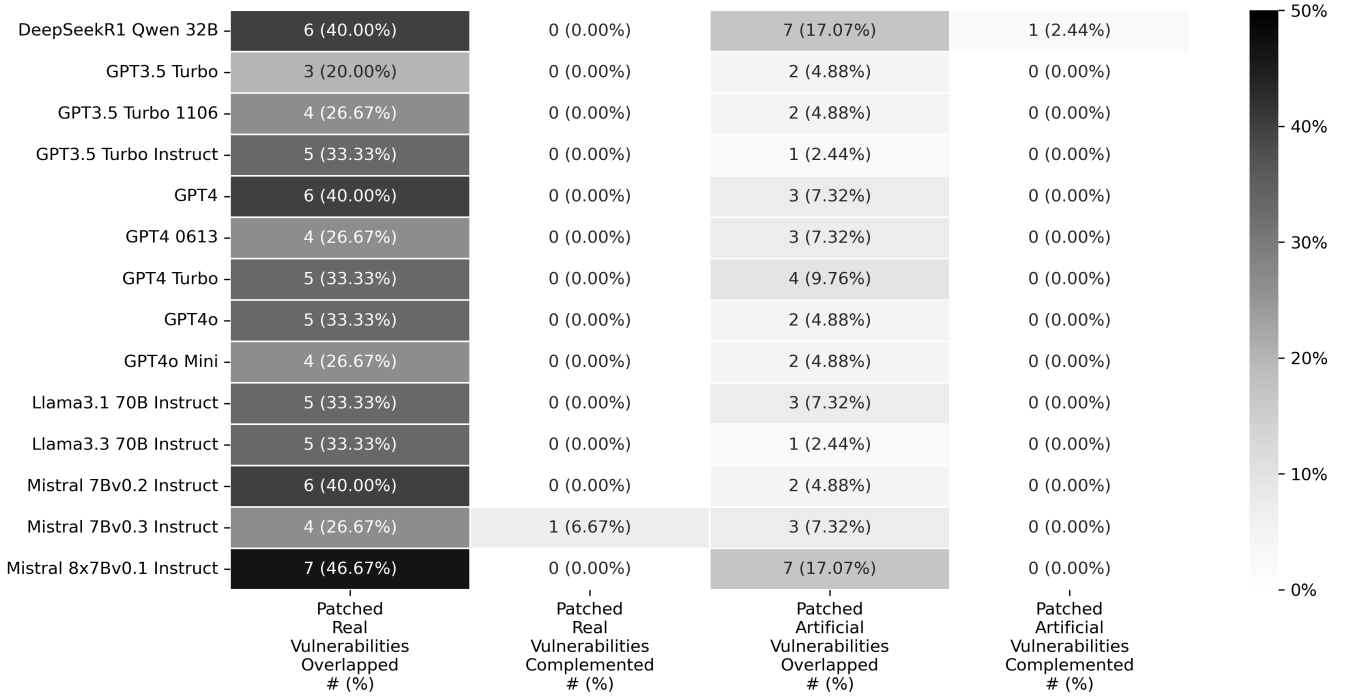 DeepSeekR1 Qwen 32B 6 (40.00%) 0 (0.00%) 7 (17.07%) 1 (2.44%)
GPT3.5 Turbo 3 (20.00%) 0 (0.00%) 2 (4.88%) 0 (0.00%)
GPT3.5 Turbo 1106 4 (26.67%) 0 (0.00%) 2 (4.88%) 0 (0.00%)
GPT3.5 Turbo Instruct 5 (33.33%) 0 (0.00%) 1 (2.44%) 0 (0.00%)
GPT4 6 (40.00%) 0 (0.00%) 3 (7.32%) 0 (0.00%)
GPT4 0613 4 (26.67%) 0 (0.00%) 3 (7.32%) 0 (0.00%)
GPT4 Turbo 5 (33.33%) 0 (0.00%) 4 (9.76%) 0 (0.00%)
GPT4o 5 (33.33%) 0 (0.00%) 2 (4.88%) 0 (0.00%)
GPT4o Mini 4 (26.67%) 0 (0.00%) 2 (4.88%) 0 (0.00%)
Llama3.1 70B Instruct 5 (33.33%) 0 (0.00%) 3 (7.32%) 0 (0.00%)
Llama3.3 70B Instruct 5 (33.33%) 0 (0.00%) 1 (2.44%) 0 (0.00%)
Mistral 7Bv0.2 Instruct 6 (40.00%) 0 (0.00%) 2 (4.88%) 0 (0.00%)
Mistral 7Bv0.3 Instruct 4 (26.67%) 1 (6.67%) 3 (7.32%) 0 (0.00%)
Mistral 8x7Bv0.1 Instruct 7 (46.67%) 0 (0.00%) 7 (17.07%) 0 (0.00%)
Patched
Real
Vulnerabilities
Overlapped
# (%)
Patched
Real
Vulnerabilities
Complemented
# (%)
Patched
Artificial
Vulnerabilities
Overlapped
# (%)
Patched
Artificial
Vulnerabilities
Complemented
# (%)
50%
40%
30%
20%
10%
0%